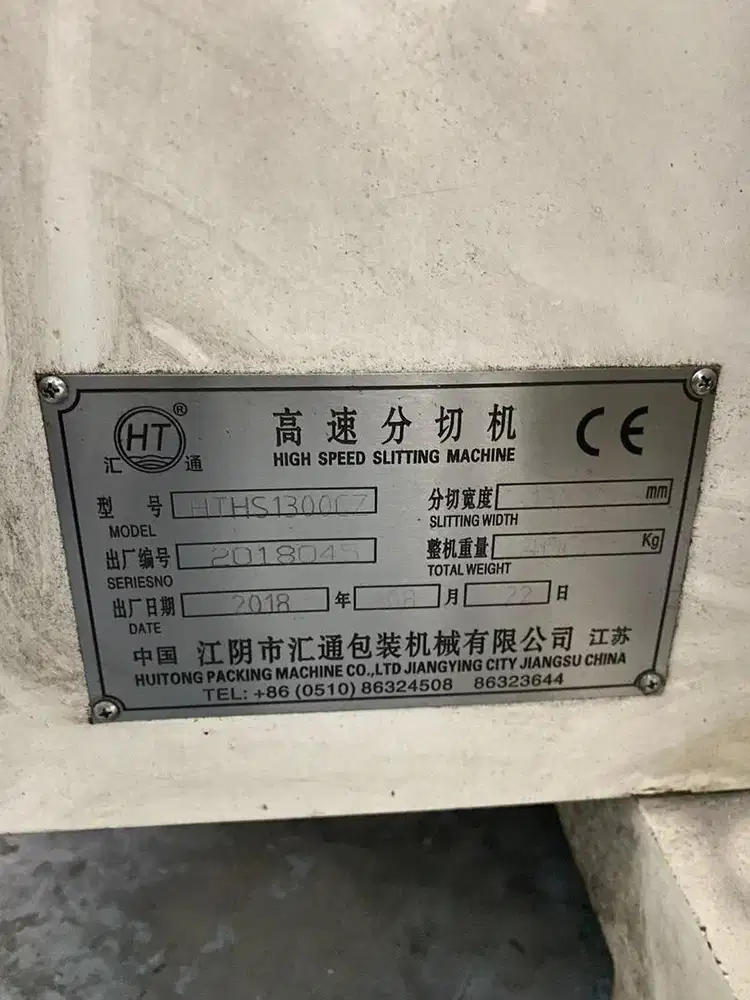 HT®
汇 通
高速分切机
HIGH SPEED SLITTING MACHINE
CE
型 号 HTHS1300CZ
MODEL
分切宽度 mm
SLITTING WIDTH
出厂编号 2018045
SERIESNO
整机重量 Kg
TOTAL WEIGHT
出厂日期 2018 年 08 月 22 日
DATE
中国 江阴市汇通包装机械有限公司 江苏
HUITONG PACKING MACHINE CO.,LTD JIANGYING CITY JIANGSU CHINA
TEL: +86 (0510) 86324508 86323644